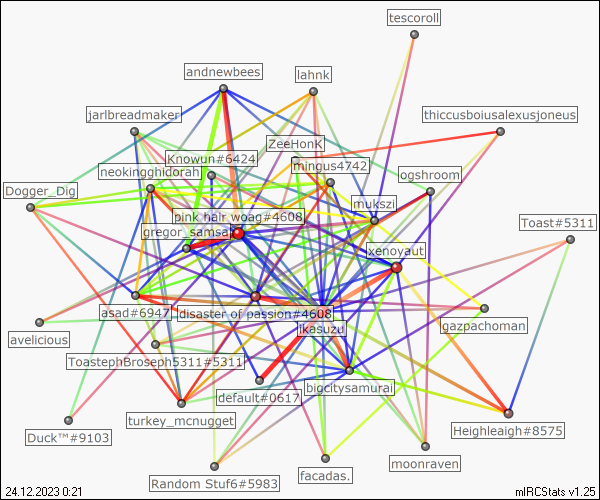 tescoroll
andnewbees
lahnk
jarlbreadmaker
thiccusboiusalexusjoneus
ZeeHonK
Knowun#6424
mingus4742
neokingghidorah
ogshroom
Dogger_Dig
mukszi
pink hair woag#4608
Toast#5311
gregor_samsa
xenoyaut
asad#6947
disaster of passion#4608
ikasuzu
gazpachoman
avelicious
ToastephBroseph5311#5311
bigcitysamurai
default#0617
turkey_mcnugget
Heighleaigh#8575
Duck™#9103
moonraven
facadas.
Random Stuf6#5983
24.12.2023 0:21
mIRCStats v1.25